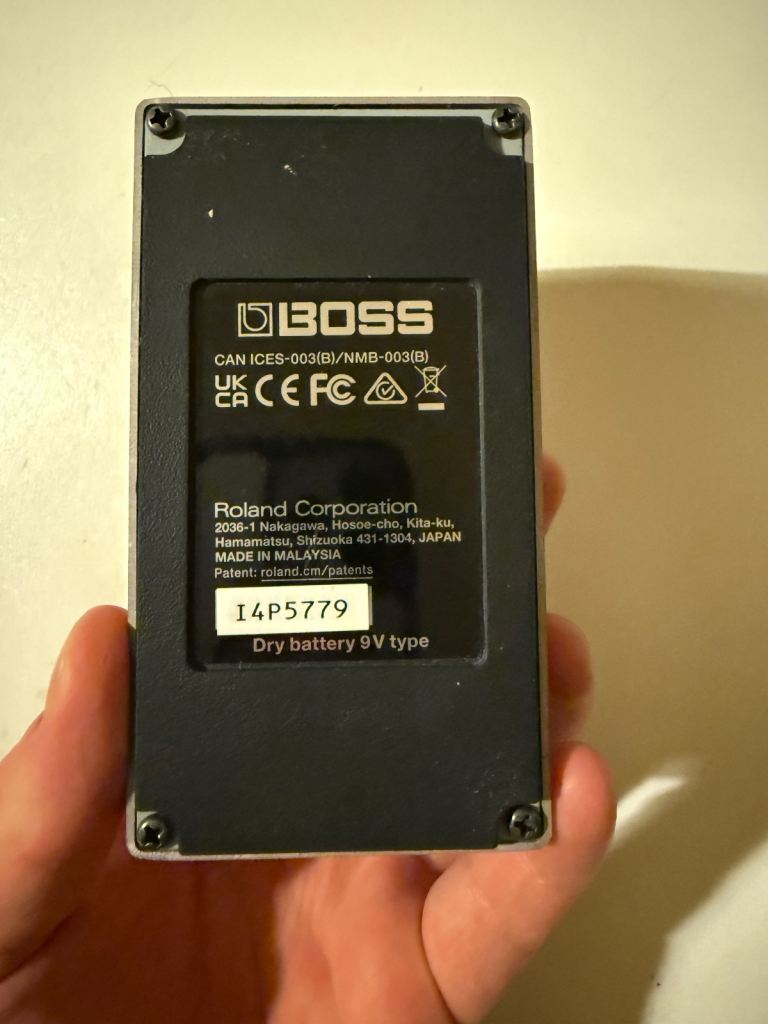 BOSS
CAN ICES-003(B)/NMB-003(B)
UK CA CE FC
Roland Corporation
2036-1 Nakagawa, Hosoe-cho, Kita-ku,
Hamamatsu, Shizuoka 431-1304, JAPAN
MADE IN MALAYSIA
Patent: roland.cm/patents
I4P5779
Dry battery 9V type